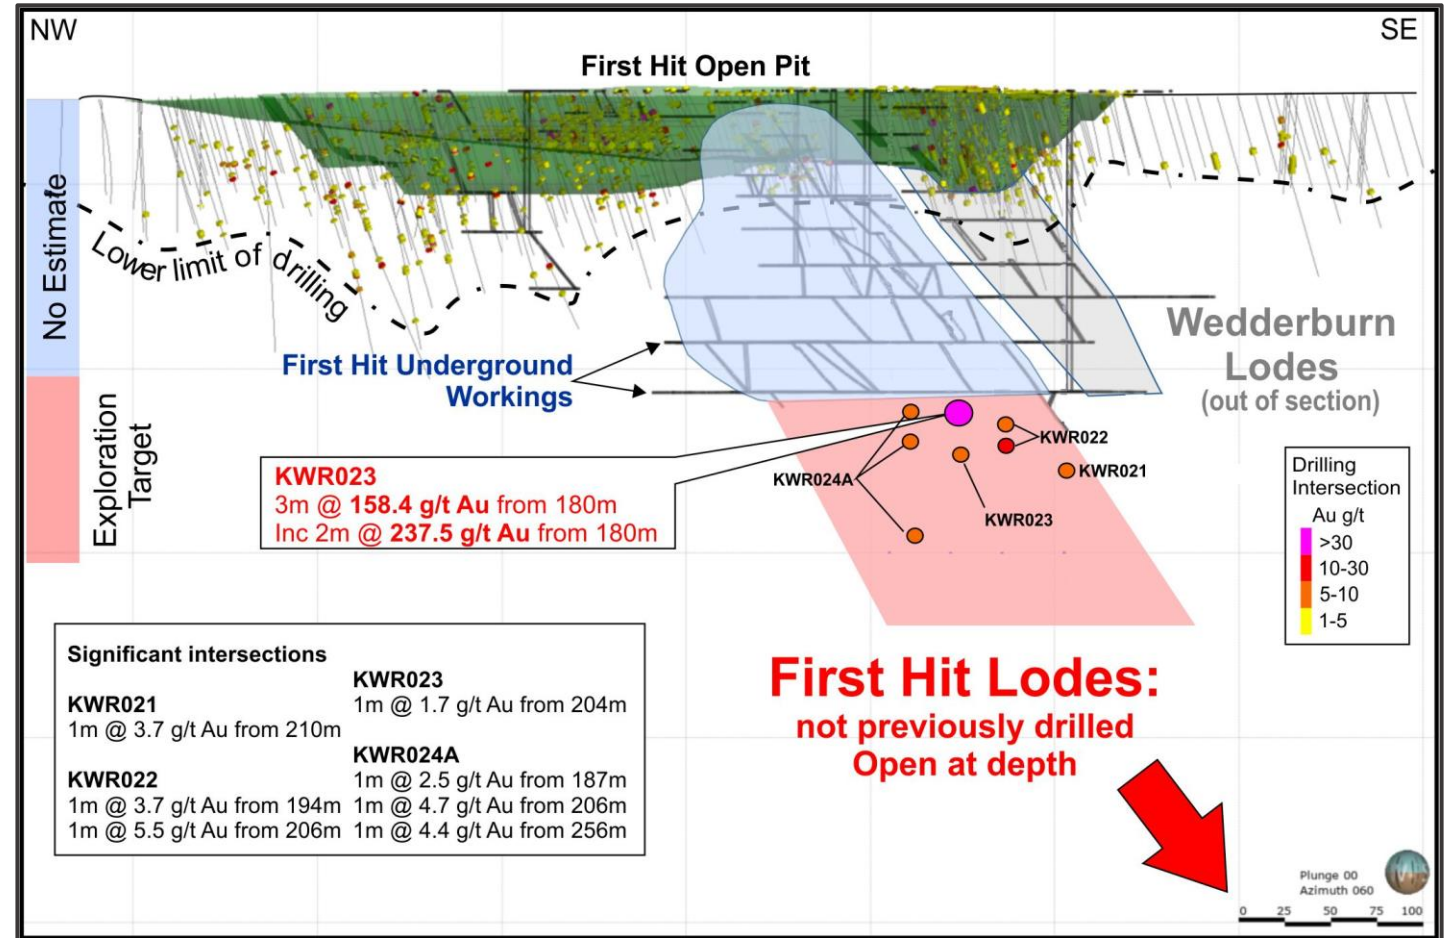 NW
SE
First Hit Open Pit
No Estimate
Lower limit of drilling
First Hit Underground
Workings
Wedderburn
Lodes
(out of section)
Exploration
Target
KWR023
3m @ 158.4 g/t Au from 180m
Inc 2m @ 237.5 g/t Au from 180m
KWR024A
KWR022
KWR021
KWR023
Drilling
Intersection
Au g/t
>30
10-30
5-10
1-5
Significant intersections
KWR021
1m @ 3.7 g/t Au from 210m
KWR022
1m @ 3.7 g/t Au from 194m
1m @ 5.5 g/t Au from 206m
KWR023
1m @ 1.7 g/t Au from 204m
KWR024A
1m @ 2.5 g/t Au from 187m
1m @ 4.7 g/t Au from 206m
1m @ 4.4 g/t Au from 256m
First Hit Lodes:
not previously drilled
Open at depth
Plunge 00
Azimuth 060
0 25 50 75 100